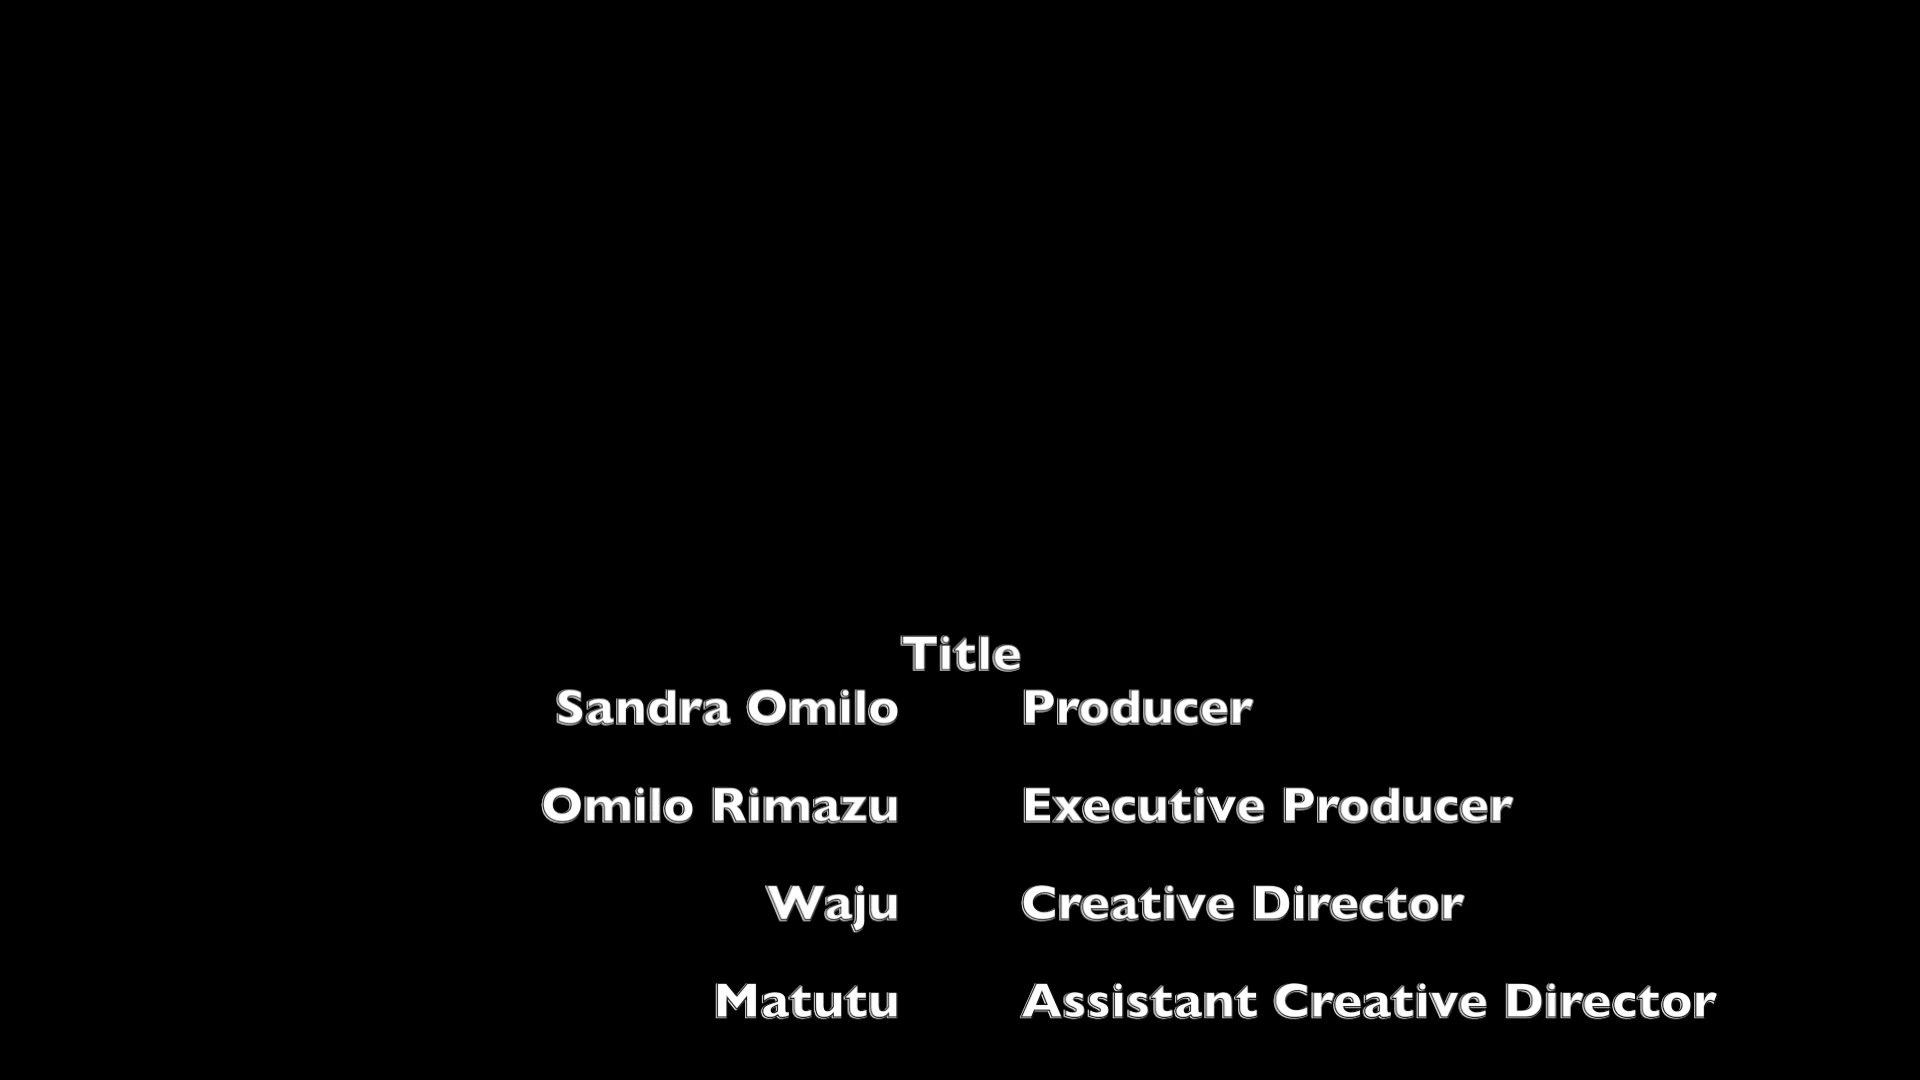 Title
Sandra Omilo Producer
Omilo Rimazu Executive Producer
Waju Creative Director
Matutu Assistant Creative Director